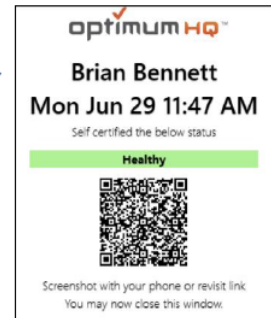 optimum HQ™
Brian Bennett
Mon Jun 29 11:47 AM
Self certified the below status
Healthy
Screenshot with your phone or revisit link
You may now close this window.